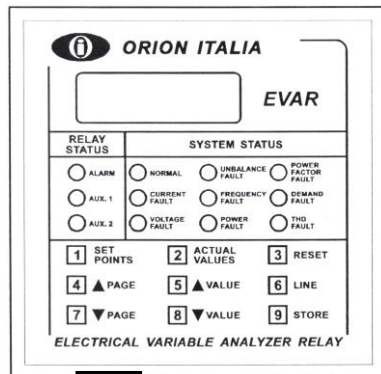 ORION ITALIA
EVAR
RELAY STATUS
SYSTEM STATUS
ALARM
NORMAL
UNBALANCE FAULT
POWER FACTOR FAULT
AUX. 1
CURRENT FAULT
FREQUENCY FAULT
DEMAND FAULT
AUX. 2
VOLTAGE FAULT
POWER FAULT
THD FAULT
1 SET POINTS
2 ACTUAL VALUES
3 RESET
4 ▲ PAGE
5 ▲ VALUE
6 LINE
7 ▼ PAGE
8 ▼ VALUE
9 STORE
ELECTRICAL VARIABLE ANALYZER RELAY